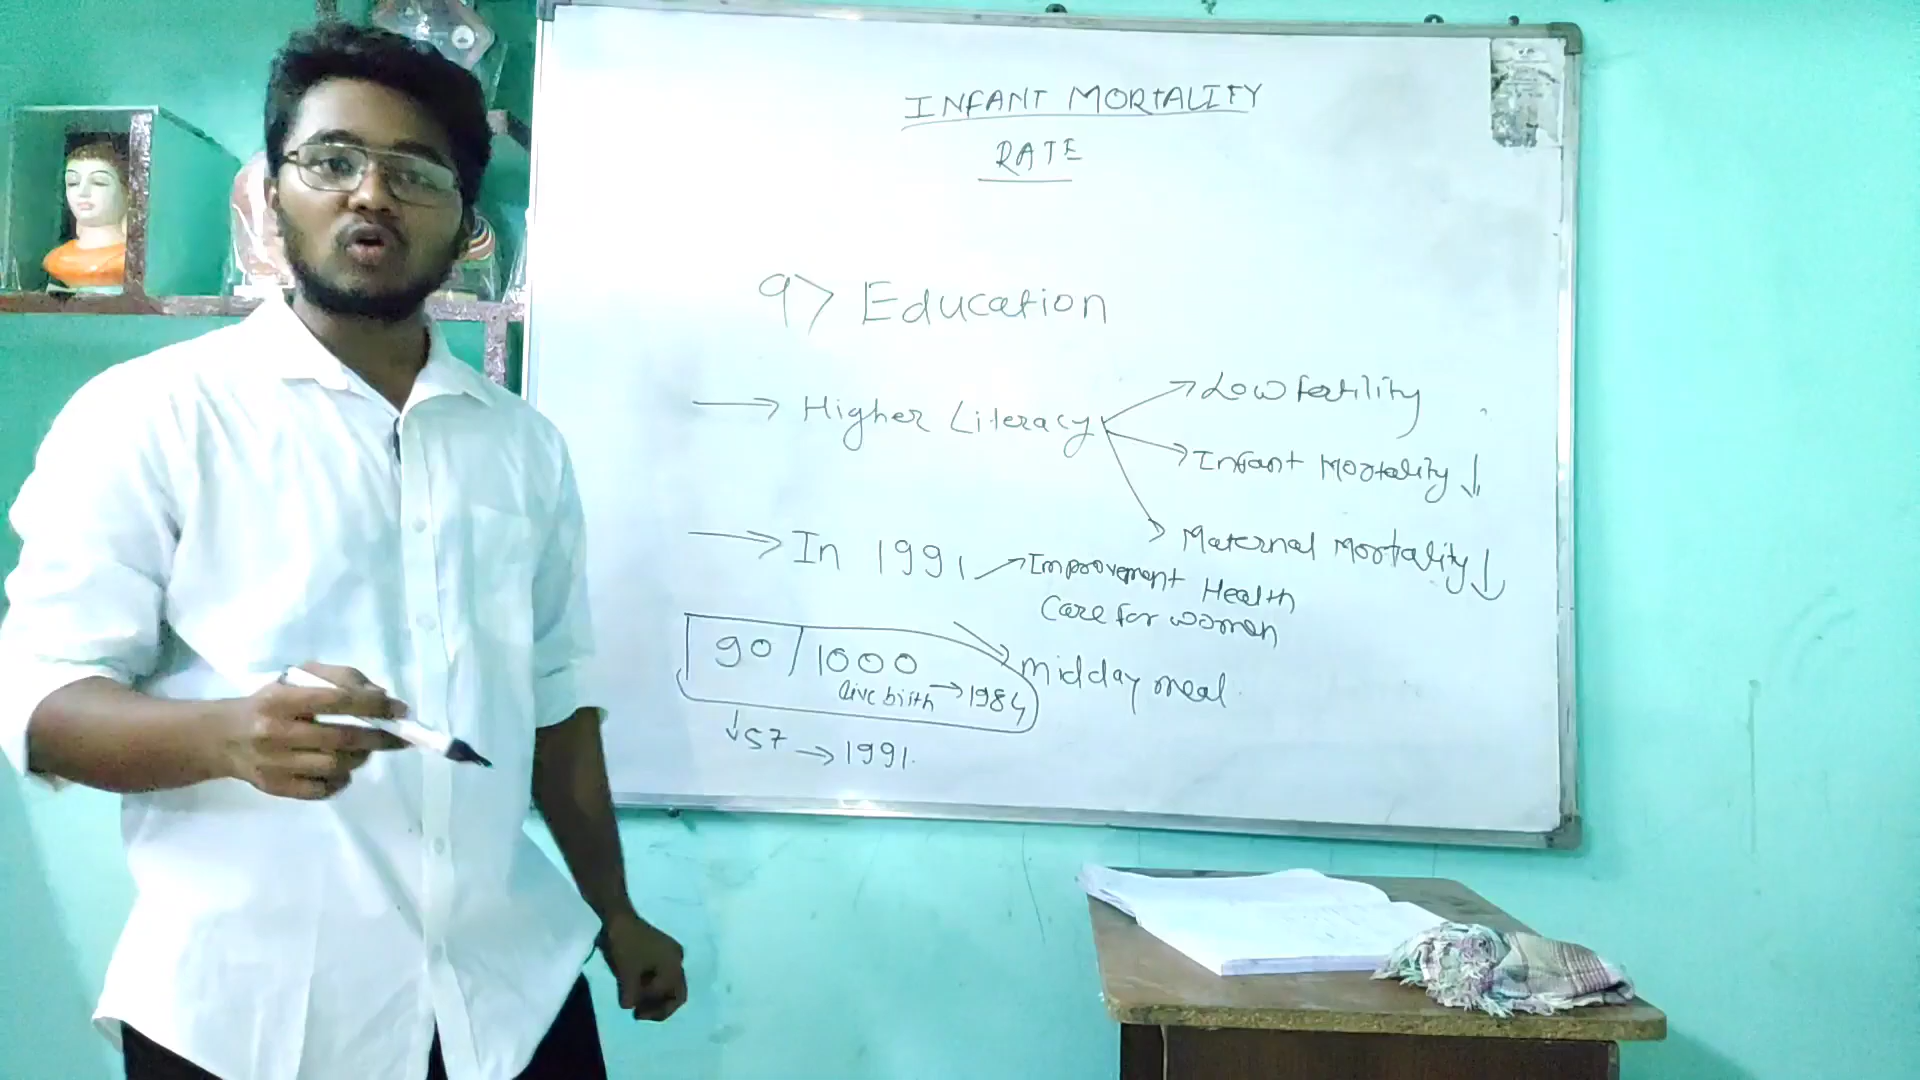 INFANT MORTALITY
RATE
9> Education
→ Higher Literacy → Low fertility
→ Infant Mortality ↓
→ Maternal Mortality ↓
→ In 1991 → Improvement Health
Care for women
→ Midday meal
90/1000
live birth → 1984
↓ 57 → 1991.